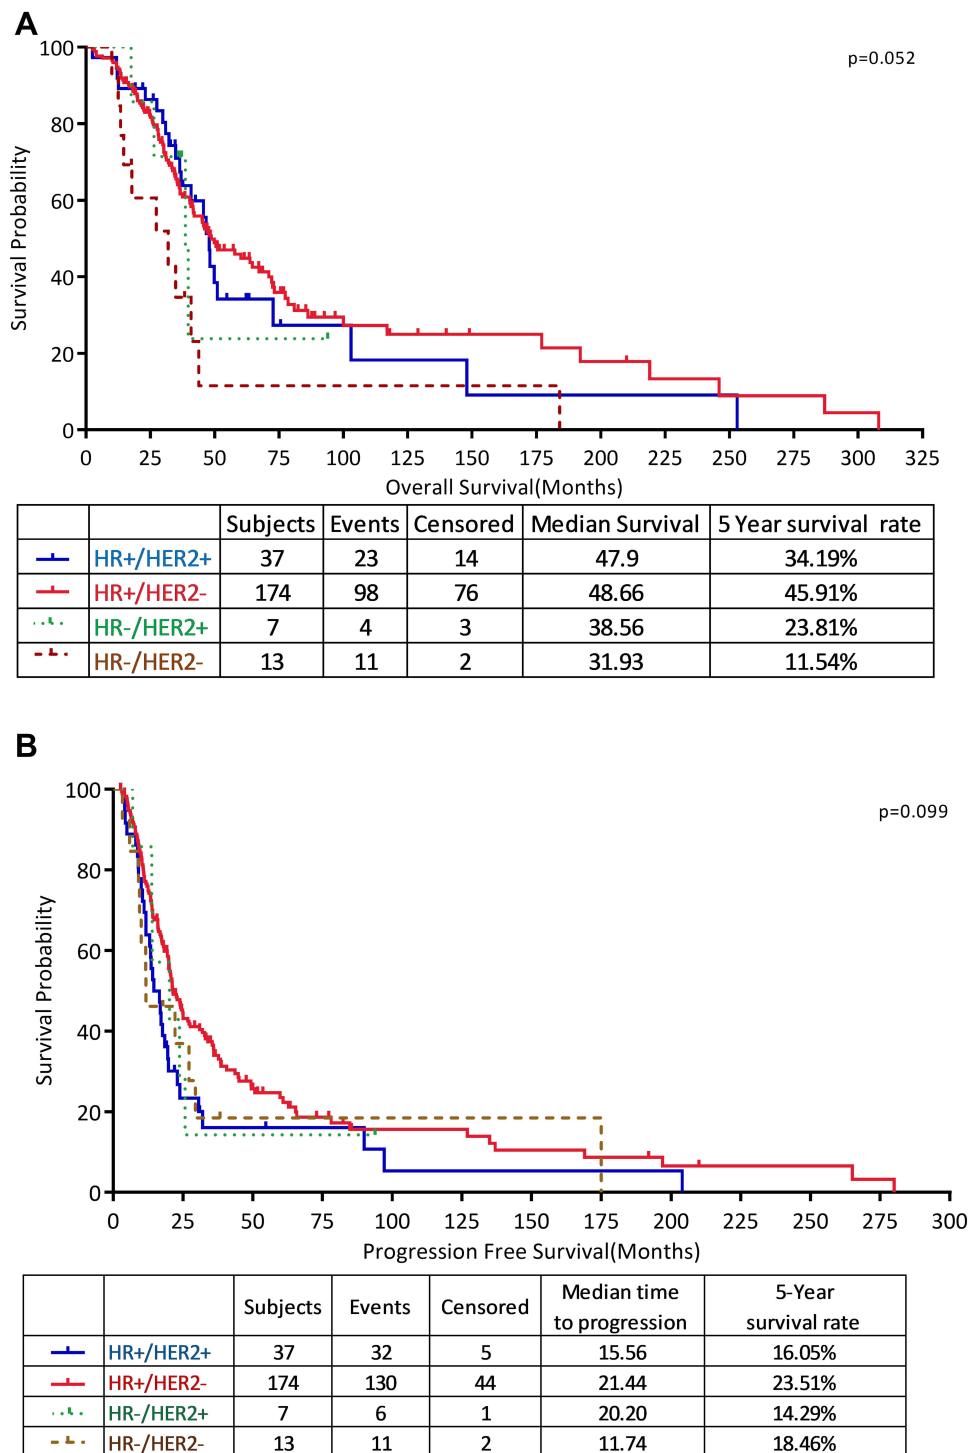 A
100
80
60
40
20
0
Survival Probability
p=0.052
0 25 50 75 100 125 150 175 200 225 250 275 300 325
Overall Survival(Months)
Subjects Events Censored Median Survival 5 Year survival rate
HR+/HER2+ 37 23 14 47.9 34.19%
HR+/HER2- 174 98 76 48.66 45.91%
HR-/HER2+ 7 4 3 38.56 23.81%
HR-/HER2- 13 11 2 31.93 11.54%
B
100
80
60
40
20
0
Survival Probability
p=0.099
0 25 50 75 100 125 150 175 200 225 250 275 300
Progression Free Survival(Months)
Subjects Events Censored Median time to progression 5-Year survival rate
HR+/HER2+ 37 32 5 15.56 16.05%
HR+/HER2- 174 130 44 21.44 23.51%
HR-/HER2+ 7 6 1 20.20 14.29%
HR-/HER2- 13 11 2 11.74 18.46%